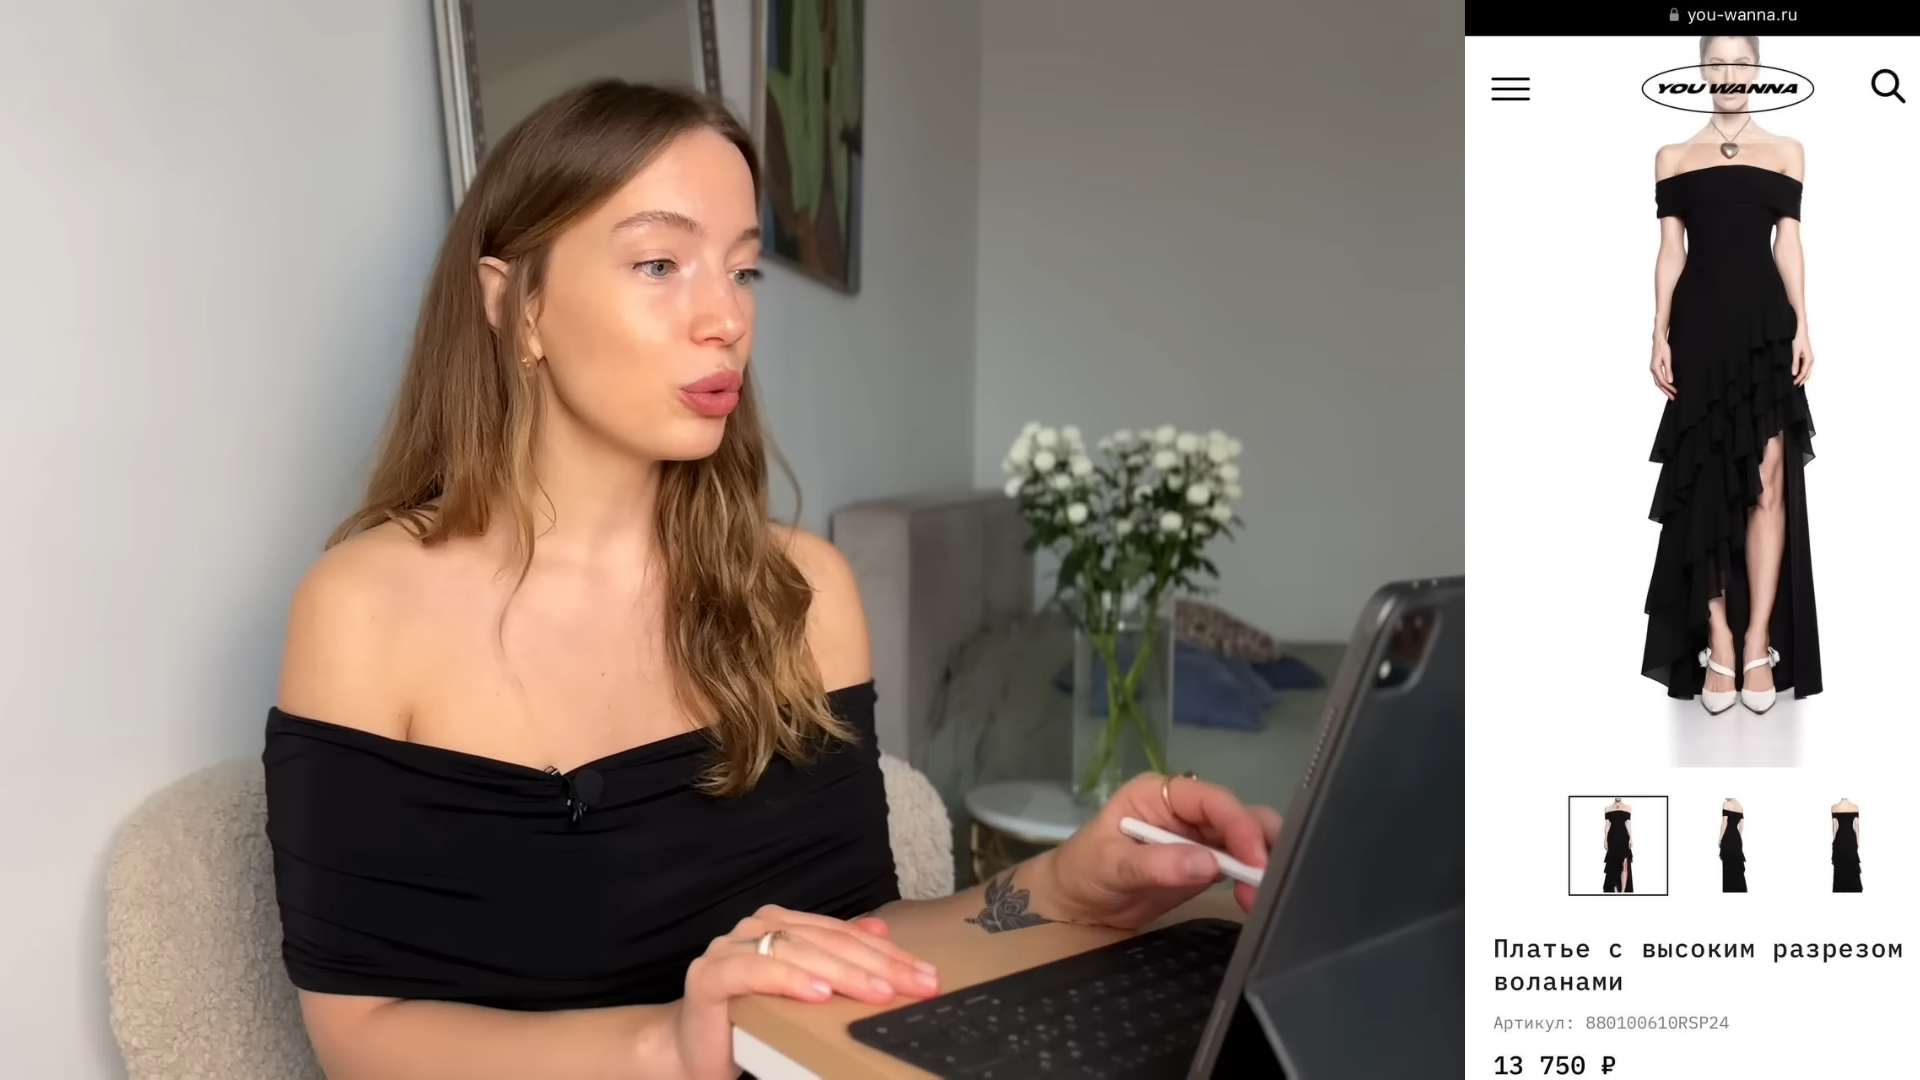 you-wanna.ru
YOU WANNA
Платье с высоким разрезом
воланами
Артикул: 880100610RSP24
13 750 ₽